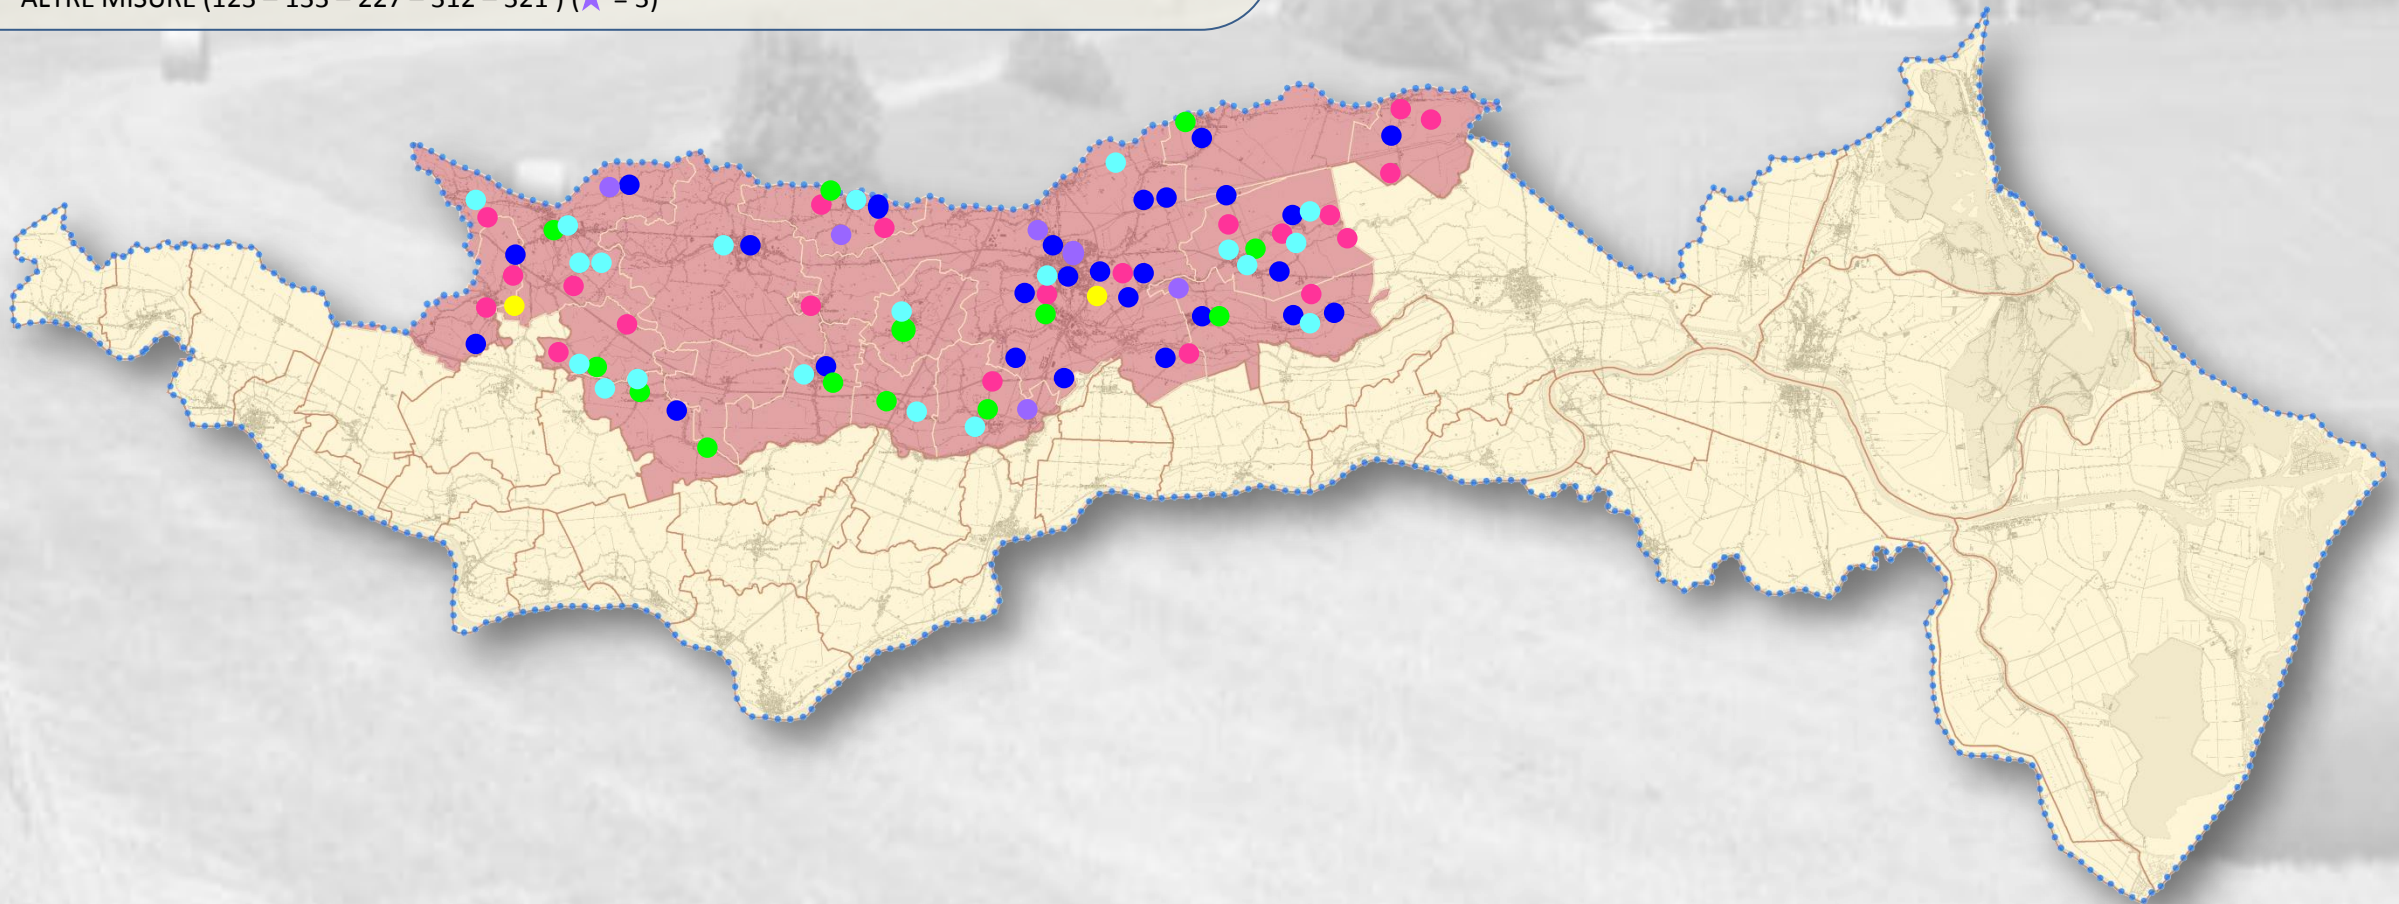 ALTRE MISURE (123 – 133 – 227 – 312 – 321 ) (★ = 5)